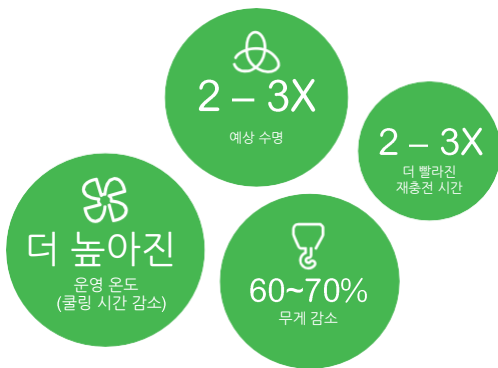 2 – 3X
예상 수명
2 – 3X
더 빨라진
재충전 시간
더 높아진
운영 온도
(쿨링 시간 감소)
60~70%
무게 감소